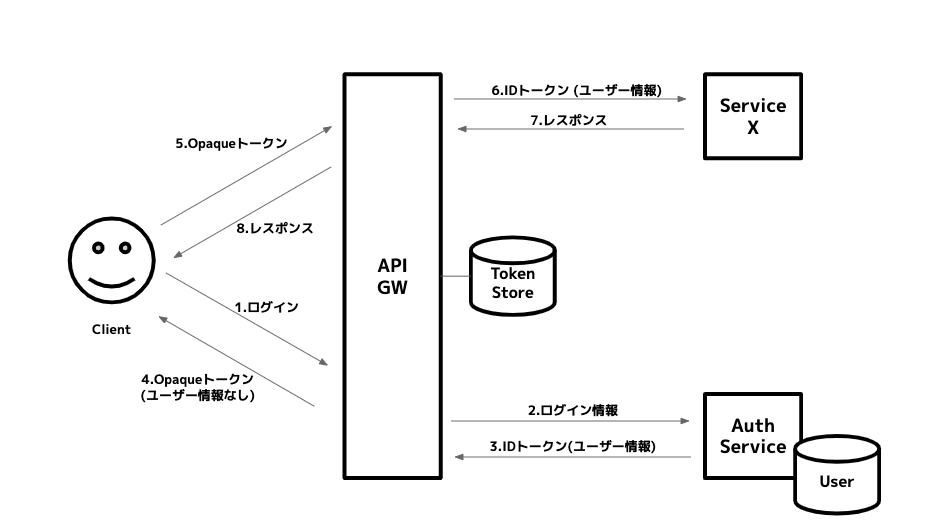 6.IDトークン (ユーザー情報)
Service
X
7.レスポンス
5.Opaqueトークン
8.レスポンス
API
GW
Token
Store
1.ログイン
Client
4.Opaqueトークン
(ユーザー情報なし)
2.ログイン情報
3.IDトークン(ユーザー情報)
Auth
Service
User